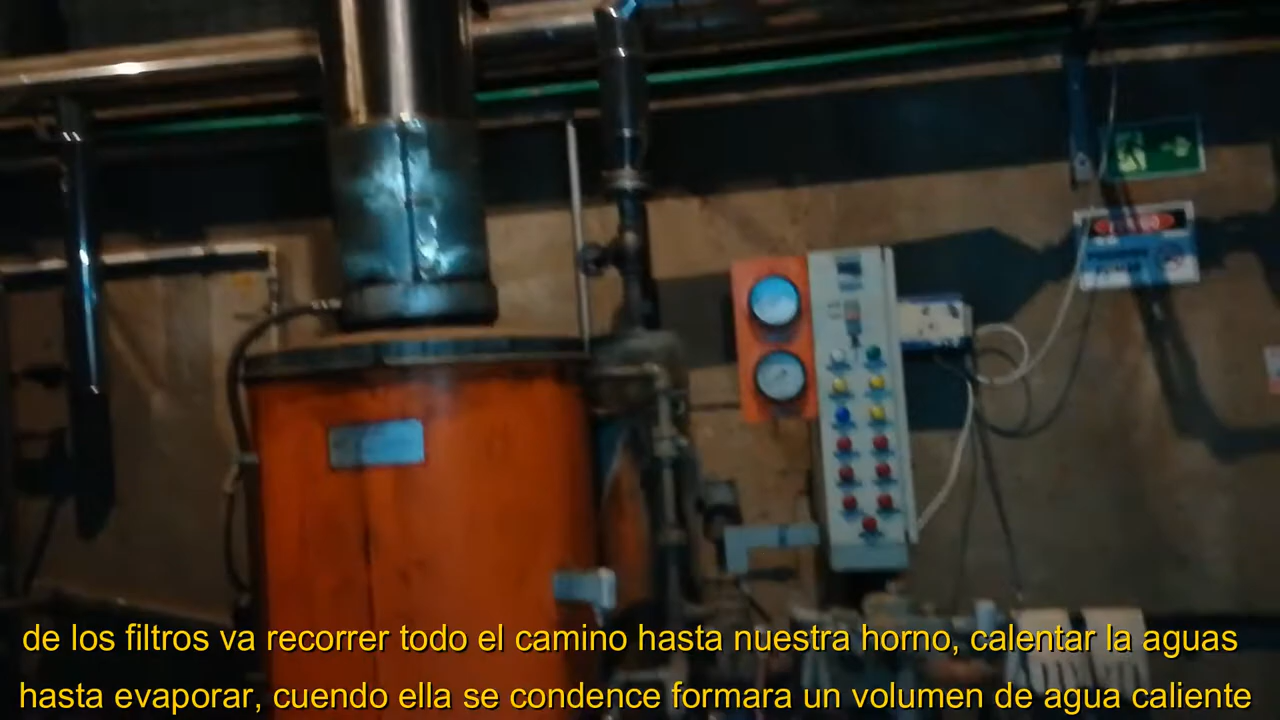 de los filtros va recorrer todo el camino hasta nuestra horno, calentar la aguas
hasta evaporar, cuendo ella se condence formara un volumen de agua caliente